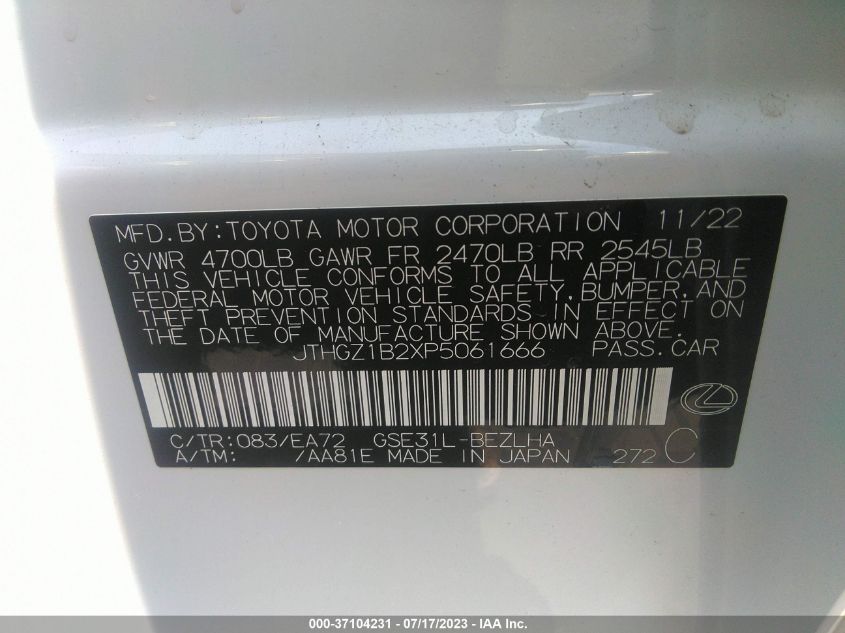 MFD.BY:TOYOTA MOTOR CORPORATION 11/22
GVWR 4700LB GAWR FR 2470LB RR 2545LB
THIS VEHICLE CONFORMS TO ALL APPLICABLE
FEDERAL MOTOR VEHICLE SAFETY,BUMPER,AND
THEFT PREVENTION STANDARDS IN EFFECT ON
THE DATE OF MANUFACTURE SHOWN ABOVE.
JTHGZ1B2XP5061666 PASS.CAR
C/TR:083/EA72 GSE31L-BEZLHA
A/TM: /AA81E MADE IN JAPAN 272 C
000-37104231 - 07/17/2023 - IAA Inc.